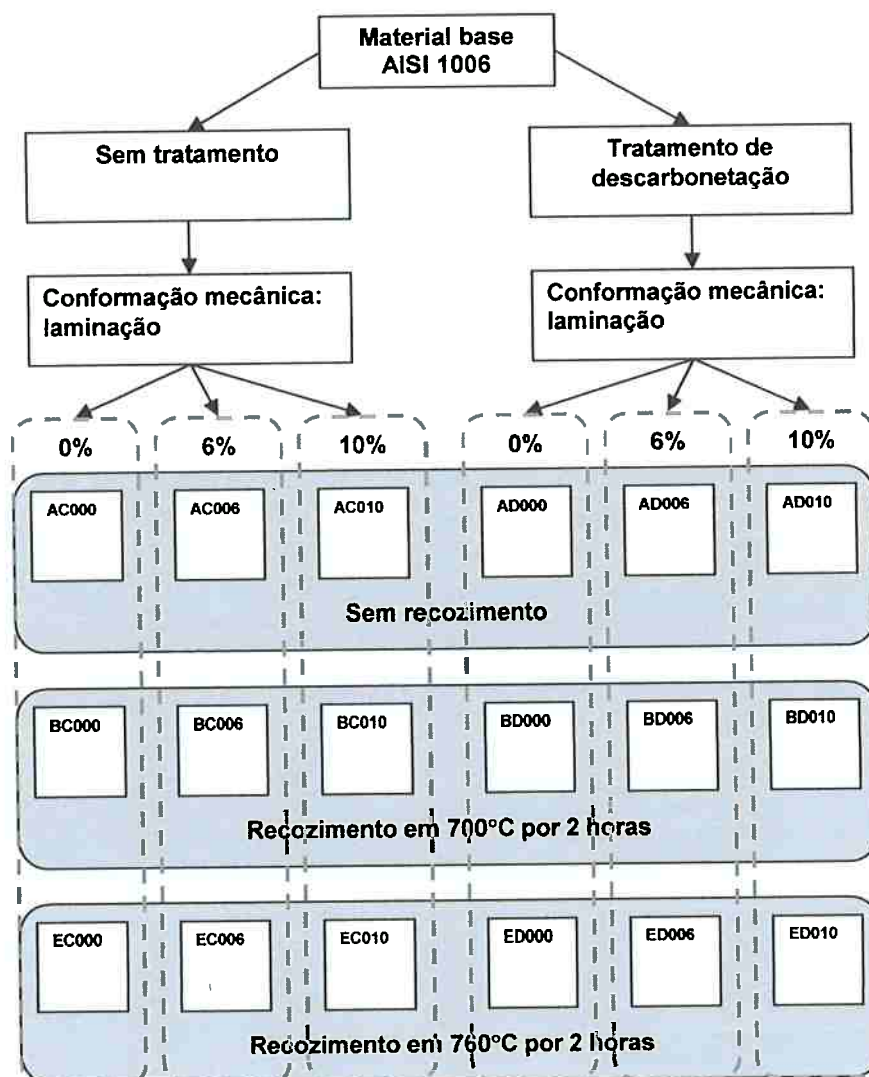 Material base
AISI 1006
Sem tratamento
Tratamento de
descarbonetação
Conformação mecânica:
laminação
Conformação mecânica:
laminação
0% 6% 10% 0% 6% 10%
AC000 AC006 AC010 AD000 AD006 AD010
Sem recozimento
BC000 BC006 BC010 BD000 BD006 BD010
Recozimento em 700°C por 2 horas
EC000 EC006 EC010 ED000 ED006 ED010
Recozimento em 760°C por 2 horas